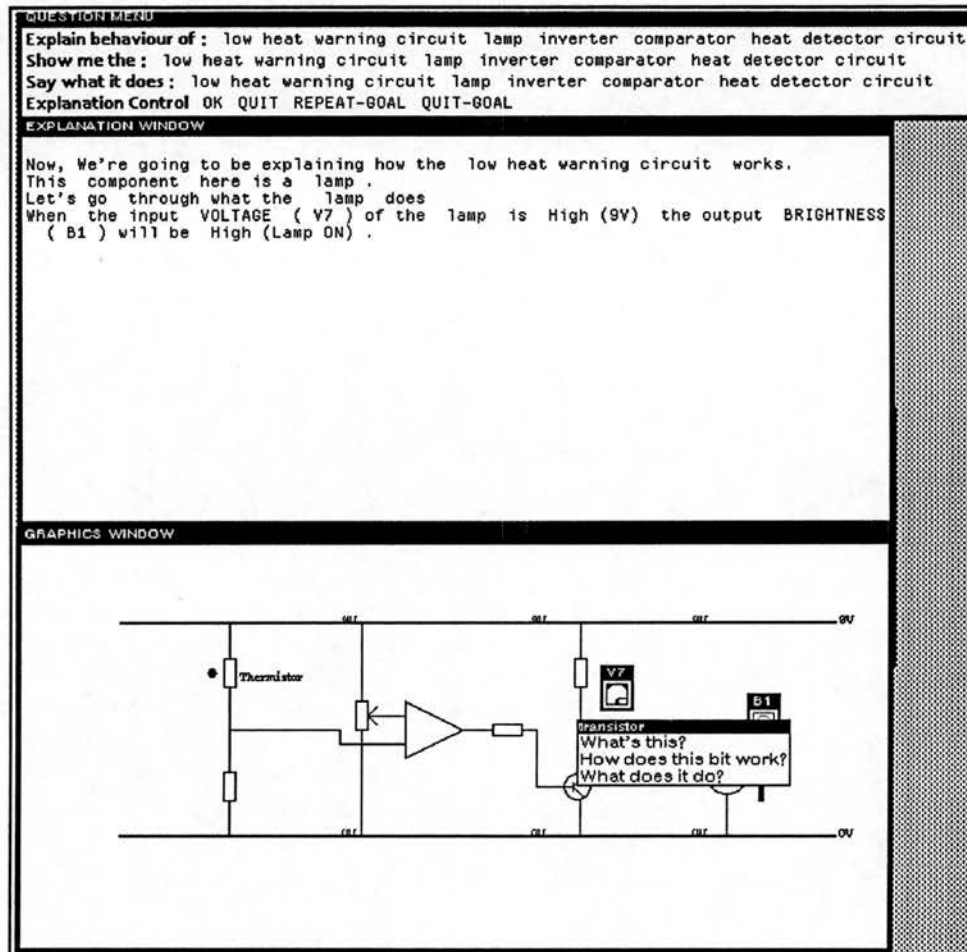 QUESTION MENU
Explain behaviour of : low heat warning circuit lamp inverter comparator heat detector circuit
Show me the : low heat warning circuit lamp inverter comparator heat detector circuit
Say what it does : low heat warning circuit lamp inverter comparator heat detector circuit
Explanation Control OK QUIT REPEAT-GOAL QUIT-GOAL
EXPLANATION WINDOW
Now, We're going to be explaining how the low heat warning circuit works.
This component here is a lamp .
Let's go through what the lamp does
When the input VOLTAGE ( V7 ) of the lamp is High (9V) the output BRIGHTNESS
( B1 ) will be High (Lamp ON) .
GRAPHICS WINDOW
9V
Thermistor
V7
B1
transistor
What's this?
How does this bit work?
What does it do?
0V